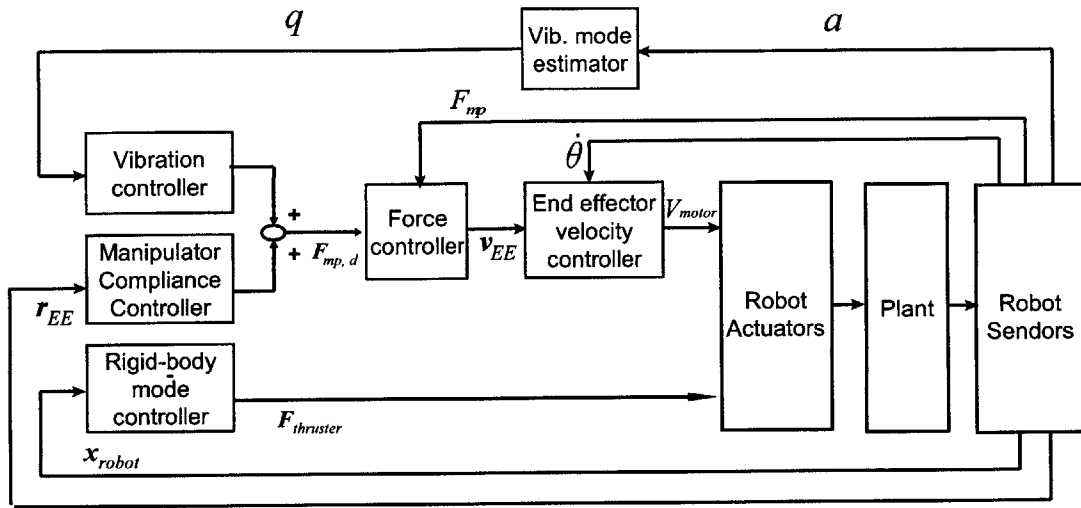 q
a
Vib. mode
estimator
F_mp
θ̇
Vibration
controller
+
+
F_mp, d
Force
controller
v_EE
End effector
velocity
controller
V_motor
Manipulator
Compliance
Controller
r_EE
Robot
Actuators
Plant
Robot
Sendors
Rigid-body
mode
controller
F_thruster
x_robot